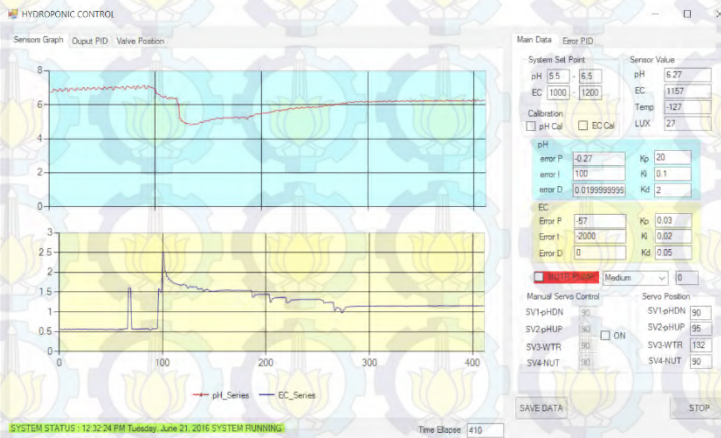 HYDROPONIC CONTROL
Sensors Graph Ouput PID Valve Position
8
6
4
2
0
3
2.5
2
1.5
1
0.5
0
0 100 200 300 400
pH_Series EC_Series
SYSTEM STATUS : 12:32:24 PM Tuesday, June 21, 2016 SYSTEM RUNNING
Time Ellapse 410
Main Data Error PID
System Set Point
pH 5.5 - 6.5
EC 1000 - 1200
Calibration
pH Cal EC Cal
Sensor Value
pH 6.27
EC 1157
Temp -127
LUX 27
pH
error P -0.27 Kp 20
error I 100 Ki 0.1
error D 0.0199999999 Kd 2
EC
Error P -57 Kp 0.03
Error I -2000 Ki 0.02
Error D 0 Kd 0.05
Medium 0
Manual Servo Control
SV1-pHDN 90
SV2-pHUP 90
ON
SV3-WTR 90
SV4-NUT 90
Servo Position
SV1-pHDN 90
SV2-pHUP 95
SV3-WTR 132
SV4-NUT 90
SAVE DATA STOP